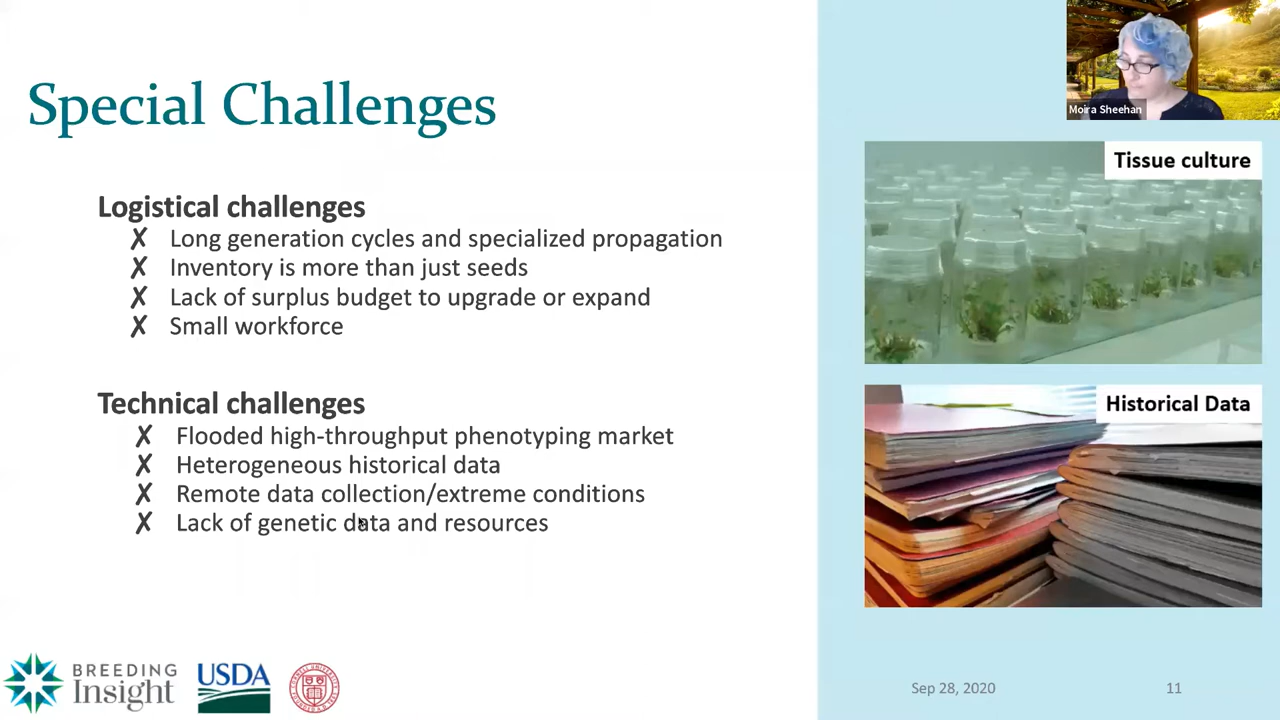 Special Challenges
Moira Sheehan
Tissue culture
Logistical challenges
✗ Long generation cycles and specialized propagation
✗ Inventory is more than just seeds
✗ Lack of surplus budget to upgrade or expand
✗ Small workforce
Technical challenges
✗ Flooded high-throughput phenotyping market
✗ Heterogeneous historical data
✗ Remote data collection/extreme conditions
✗ Lack of genetic data and resources
Historical Data
BREEDING
Insight
USDA
Sep 28, 2020
11